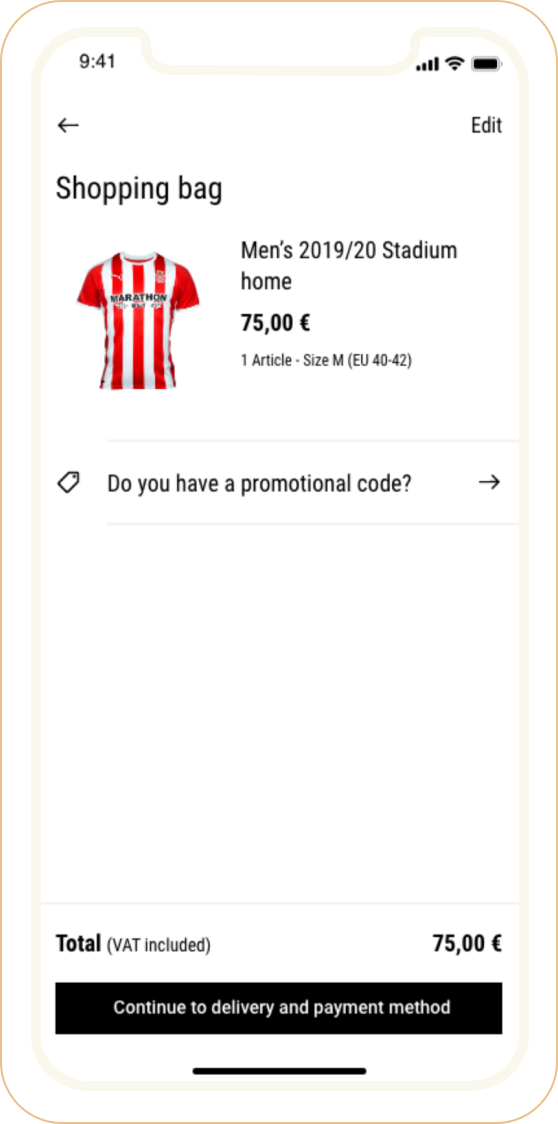 9:41
Edit
Shopping bag
Men’s 2019/20 Stadium
home
75,00 €
1 Article - Size M (EU 40-42)
MARATHON
Do you have a promotional code?
Total (VAT included) 75,00 €
Continue to delivery and payment method